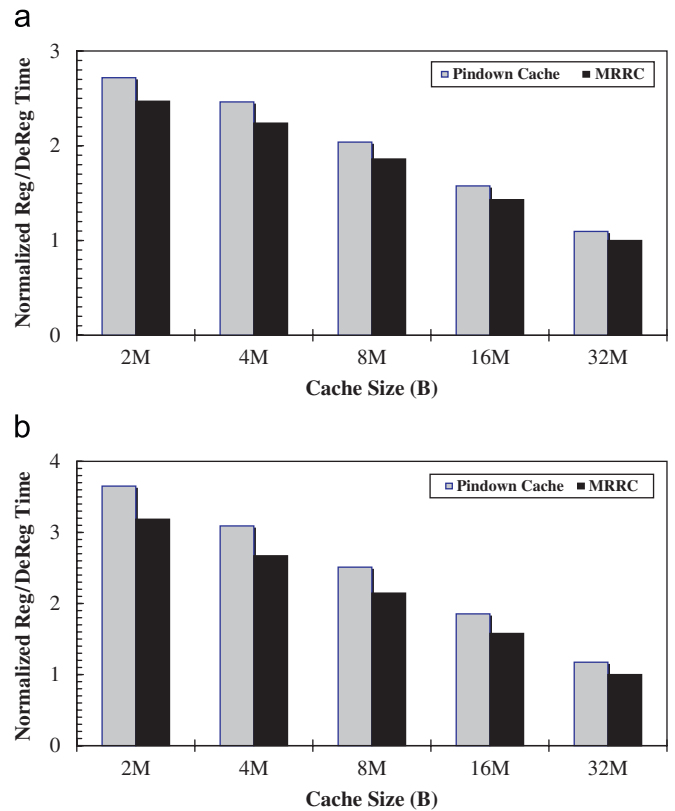 a
3
2
1
0
Normalized Reg/DeReg Time
Pindown Cache MRRC
2M 4M 8M 16M 32M
Cache Size (B)
b
4
3
2
1
0
Normalized Reg/DeReg Time
Pindown Cache MRRC
2M 4M 8M 16M 32M
Cache Size (B)